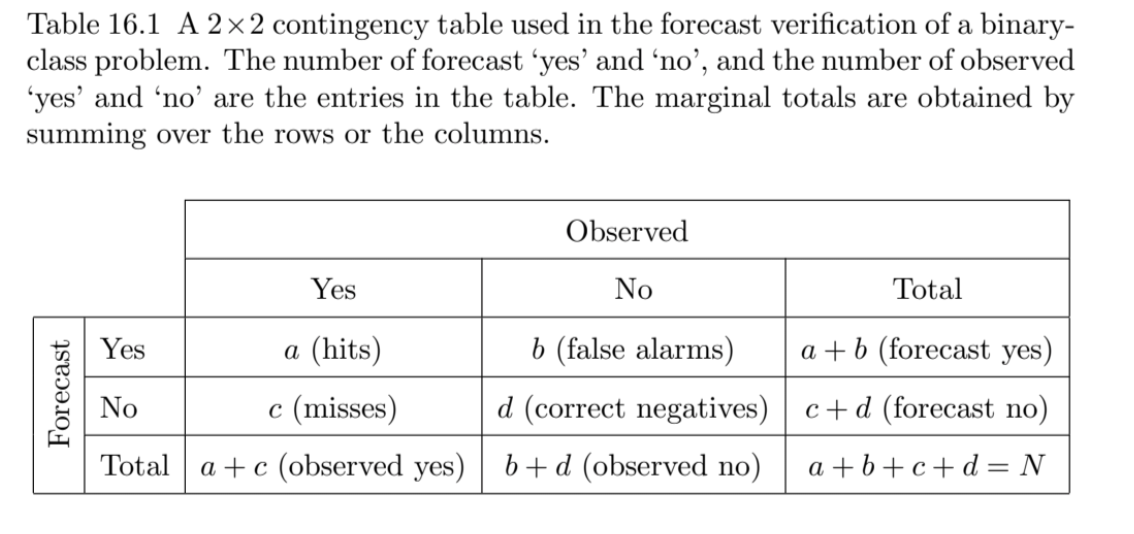 Table 16.1 A 2×2 contingency table used in the forecast verification of a binary-
class problem. The number of forecast ‘yes’ and ‘no’, and the number of observed
‘yes’ and ‘no’ are the entries in the table. The marginal totals are obtained by
summing over the rows or the columns.
Observed
Yes No Total
Forecast
Yes a (hits) b (false alarms) a + b (forecast yes)
No c (misses) d (correct negatives) c + d (forecast no)
Total a + c (observed yes) b + d (observed no) a + b + c + d = N